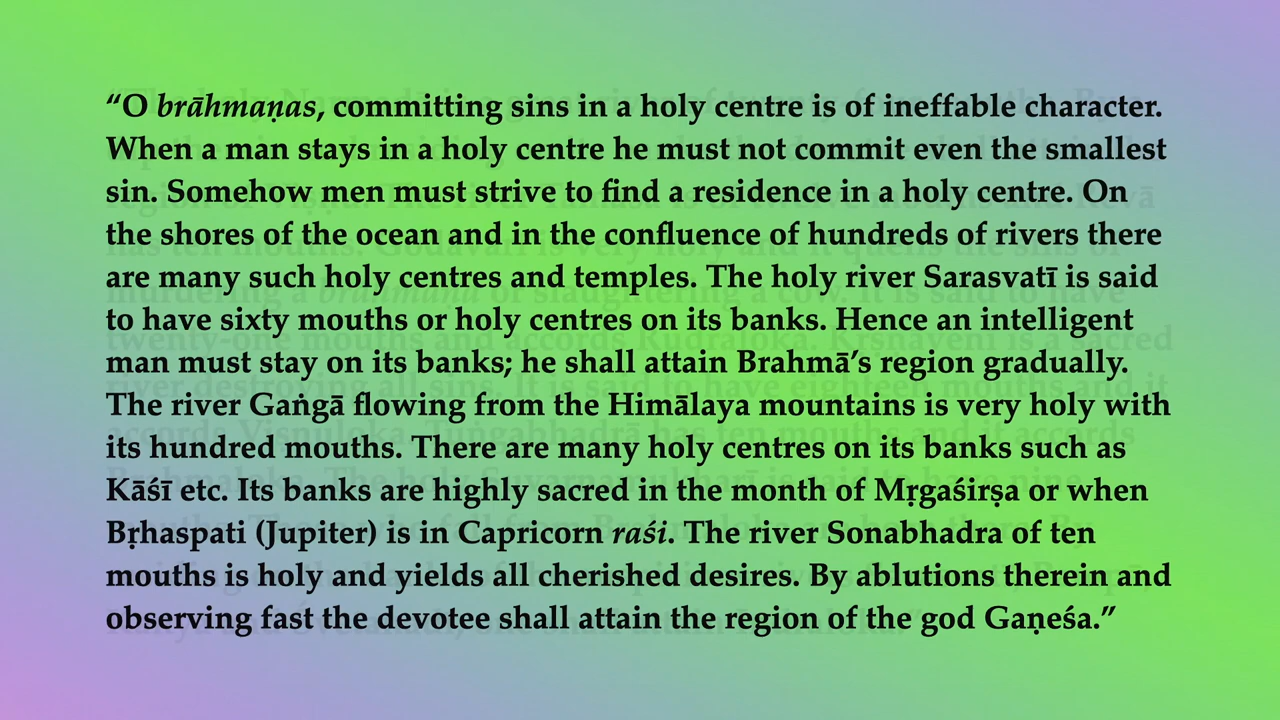 “O brāhmaṇas, committing sins in a holy centre is of ineffable character.
When a man stays in a holy centre he must not commit even the smallest
sin. Somehow men must strive to find a residence in a holy centre. On
the shores of the ocean and in the confluence of hundreds of rivers there
are many such holy centres and temples. The holy river Sarasvatī is said
to have sixty mouths or holy centres on its banks. Hence an intelligent
man must stay on its banks; he shall attain Brahmā’s region gradually.
The river Gaṅgā flowing from the Himālaya mountains is very holy with
its hundred mouths. There are many holy centres on its banks such as
Kāśī etc. Its banks are highly sacred in the month of Mṛgaśirṣa or when
Bṛhaspati (Jupiter) is in Capricorn raśi. The river Sonabhadra of ten
mouths is holy and yields all cherished desires. By ablutions therein and
observing fast the devotee shall attain the region of the god Gaṇeśa.”